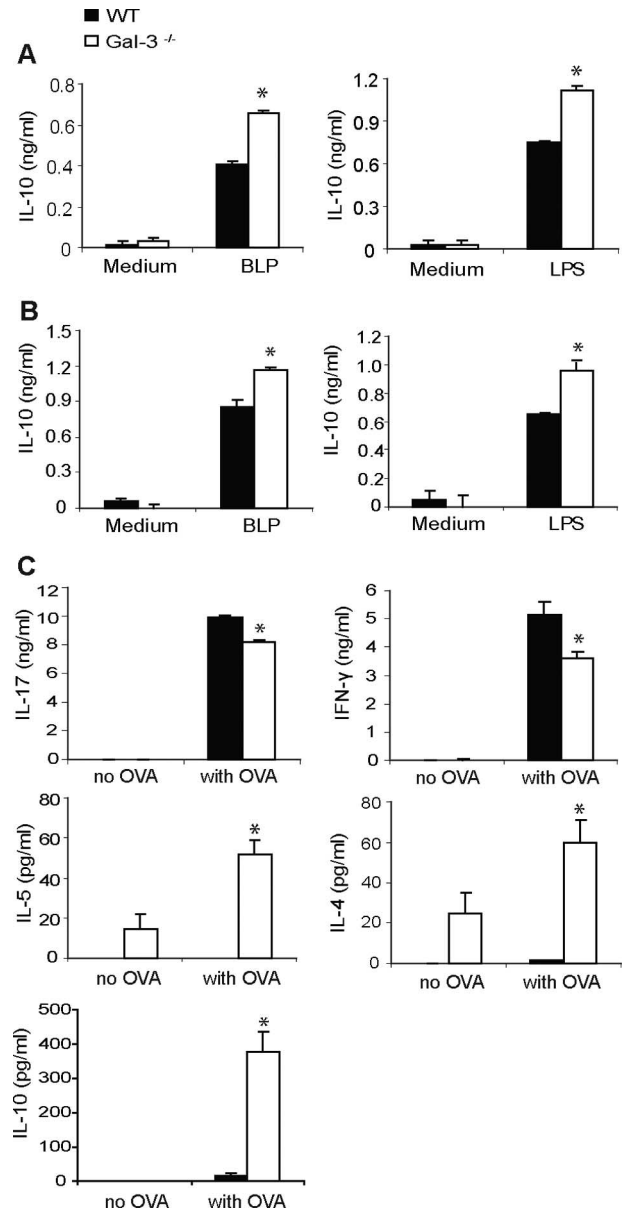 WT
Gal-3 -/-
A
IL-10 (ng/ml)
0.8
0.6
0.4
0.2
0
Medium
BLP
*
IL-10 (ng/ml)
1.2
0.9
0.6
0.3
0
Medium
LPS
*
B
IL-10 (ng/ml)
1.5
1.2
0.9
0.6
0.3
0
Medium
BLP
*
IL-10 (ng/ml)
1.2
1.0
0.8
0.6
0.4
0.2
0
Medium
LPS
*
C
IL-17 (ng/ml)
12
10
8
6
4
2
0
no OVA
with OVA
*
IFN-γ (ng/ml)
6
5
4
3
2
1
0
no OVA
with OVA
*
IL-5 (pg/ml)
80
60
40
20
0
no OVA
with OVA
*
IL-4 (pg/ml)
80
60
40
20
0
no OVA
with OVA
*
IL-10 (pg/ml)
500
400
300
200
100
0
no OVA
with OVA
*